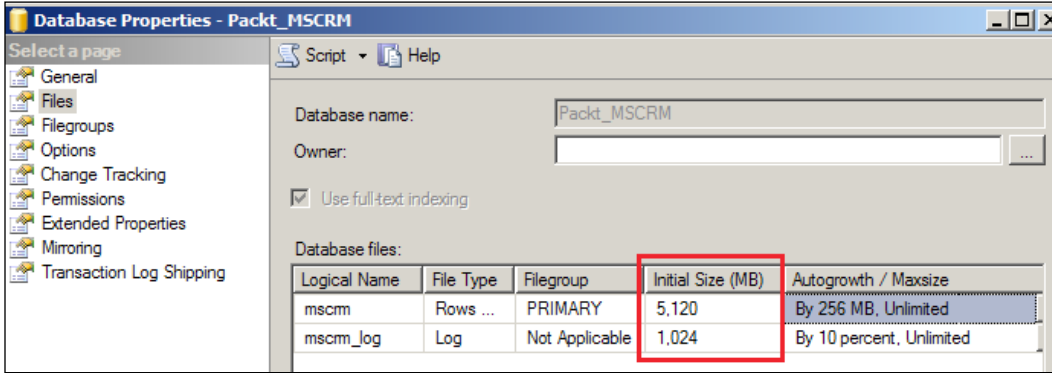 Database Properties - Packt_MSCRM
Select a page
General
Files
Filegroups
Options
Change Tracking
Permissions
Extended Properties
Mirroring
Transaction Log Shipping
Script Help
Database name: Packt_MSCRM
Owner: ...
Use full-text indexing
Database files:
Logical Name File Type Filegroup Initial Size (MB) Autogrowth / Maxsize
mscrm Rows ... PRIMARY 5,120 By 256 MB, Unlimited
mscrm_log Log Not Applicable 1,024 By 10 percent, Unlimited